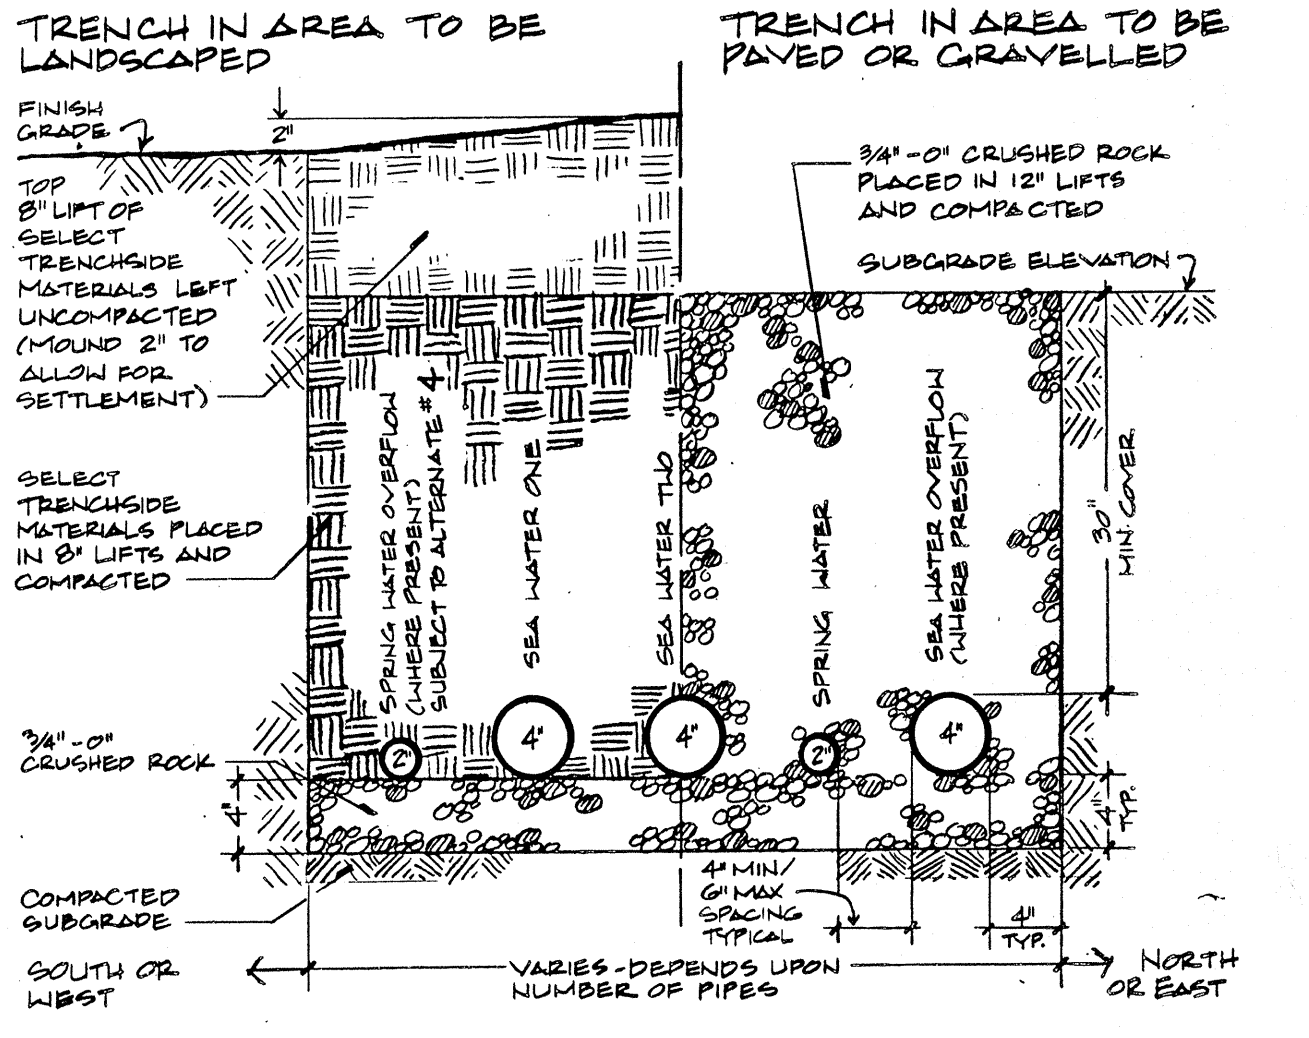 TRENCH IN AREA TO BE
LANDSCAPED
TRENCH IN AREA TO BE
PAVED OR GRAVELLED
FINISH
GRADE
2"
TOP
8" LIFT OF
SELECT
TRENCHSIDE
MATERIALS LEFT
UNCOMPACTED
(MOUND 2" TO
ALLOW FOR
SETTLEMENT)
3/4"-0" CRUSHED ROCK
PLACED IN 12" LIFTS
AND COMPACTED
SUBGRADE ELEVATION
SELECT
TRENCHSIDE
MATERIALS PLACED
IN 8" LIFTS AND
COMPACTED
SPRING WATER OVERFLOW
(WHERE PRESENT)
SUBJECT TO ALTERNATE #4
SEA WATER ONE
SEA WATER TWO
SPRING WATER
SEA WATER OVERFLOW
(WHERE PRESENT)
30"
MIN. COVER
2"
4"
4"
2"
4"
3/4"-0"
CRUSHED ROCK
4"
4"
TYP.
COMPACTED
SUBGRADE
4" MIN/
6" MAX
SPACING
TYPICAL
4"
TYP.
SOUTH OR
WEST
VARIES-DEPENDS UPON
NUMBER OF PIPES
NORTH
OR EAST